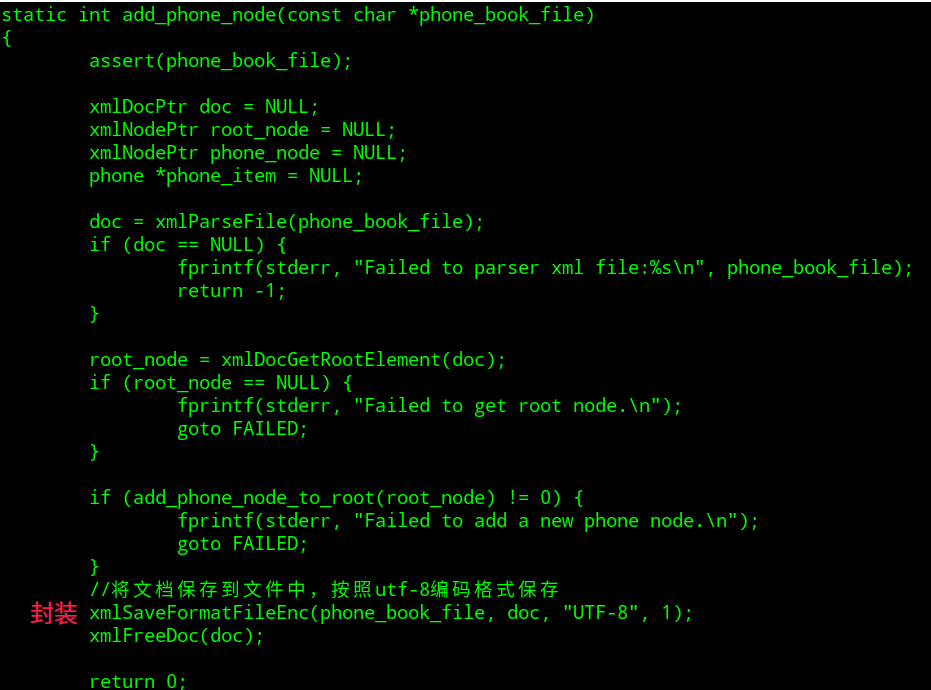 static int add_phone_node(const char *phone_book_file)
{
        assert(phone_book_file);

        xmlDocPtr doc = NULL;
        xmlNodePtr root_node = NULL;
        xmlNodePtr phone_node = NULL;
        phone *phone_item = NULL;

        doc = xmlParseFile(phone_book_file);
        if (doc == NULL) {
                fprintf(stderr, "Failed to parser xml file:%s\n", phone_book_file);
                return -1;
        }

        root_node = xmlDocGetRootElement(doc);
        if (root_node == NULL) {
                fprintf(stderr, "Failed to get root node.\n");
                goto FAILED;
        }

        if (add_phone_node_to_root(root_node) != 0) {
                fprintf(stderr, "Failed to add a new phone node.\n");
                goto FAILED;
        }
        //将文档保存到文件中，按照utf-8编码格式保存
封装 xmlSaveFormatFileEnc(phone_book_file, doc, "UTF-8", 1);
        xmlFreeDoc(doc);

        return 0;